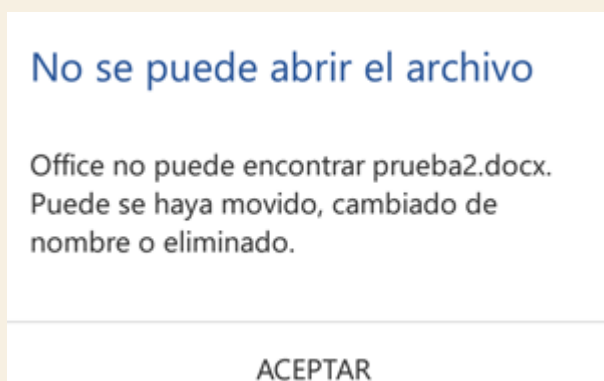 No se puede abrir el archivo
Office no puede encontrar prueba2.docx.
Puede se haya movido, cambiado de
nombre o eliminado.
ACEPTAR